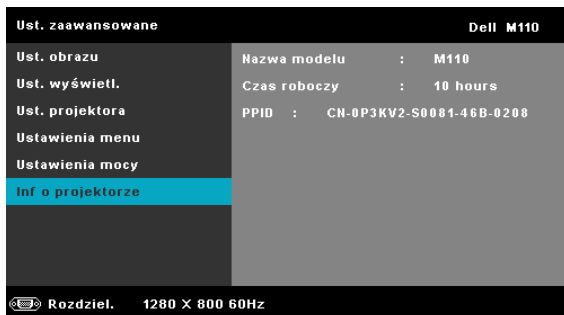 Ust. zaawansowane Dell M110
Ust. obrazu
Ust. wyświetl.
Ust. projektora
Ustawienia menu
Ustawienia mocy
Inf o projektorze
Nazwa modelu : M110
Czas roboczy : 10 hours
PPID : CN-0P3KV2-S0081-46B-0208
Rozdziel. 1280 X 800 60Hz